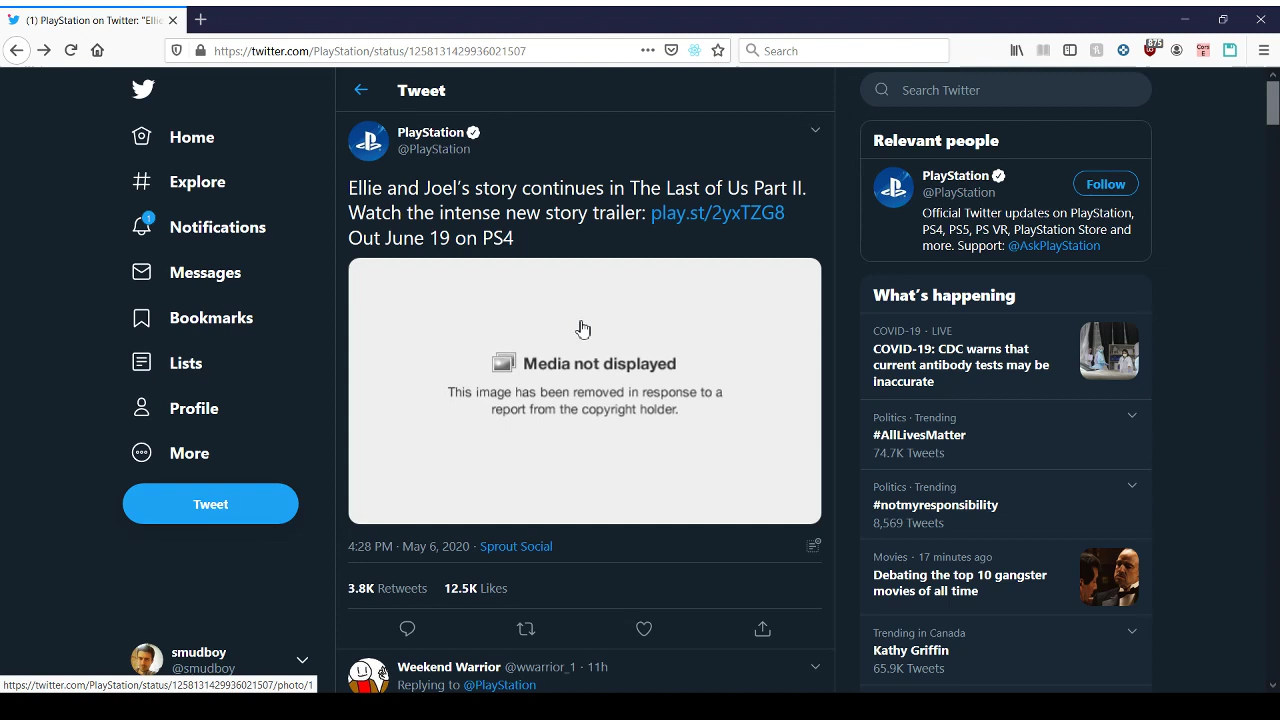 (1) PlayStation on Twitter: "Ellie
https://twitter.com/PlayStation/status/1258131429936021507
Search
875
Tweet
Search Twitter
PlayStation
@PlayStation
Ellie and Joel's story continues in The Last of Us Part II.
Watch the intense new story trailer: play.st/2yxTZG8
Out June 19 on PS4
Media not displayed
This image has been removed in response to a
report from the copyright holder.
4:28 PM · May 6, 2020 · Sprout Social
3.8K Retweets 12.5K Likes
Weekend Warrior @wwarrior_1 · 11h
Replying to @PlayStation
Home
Explore
1
Notifications
Messages
Bookmarks
Lists
Profile
More
Tweet
smudboy
@smudboy
https://twitter.com/PlayStation/status/1258131429936021507/photo/1
Relevant people
PlayStation
@PlayStation
Follow
Official Twitter updates on PlayStation,
PS4, PS5, PS VR, PlayStation Store and
more. Support: @AskPlayStation
What's happening
COVID-19 · LIVE
COVID-19: CDC warns that
current antibody tests may be
inaccurate
Politics · Trending
#AllLivesMatter
74.7K Tweets
Politics · Trending
#notmyresponsibility
8,569 Tweets
Movies · 17 minutes ago
Debating the top 10 gangster
movies of all time
Trending in Canada
Kathy Griffin
65.9K Tweets